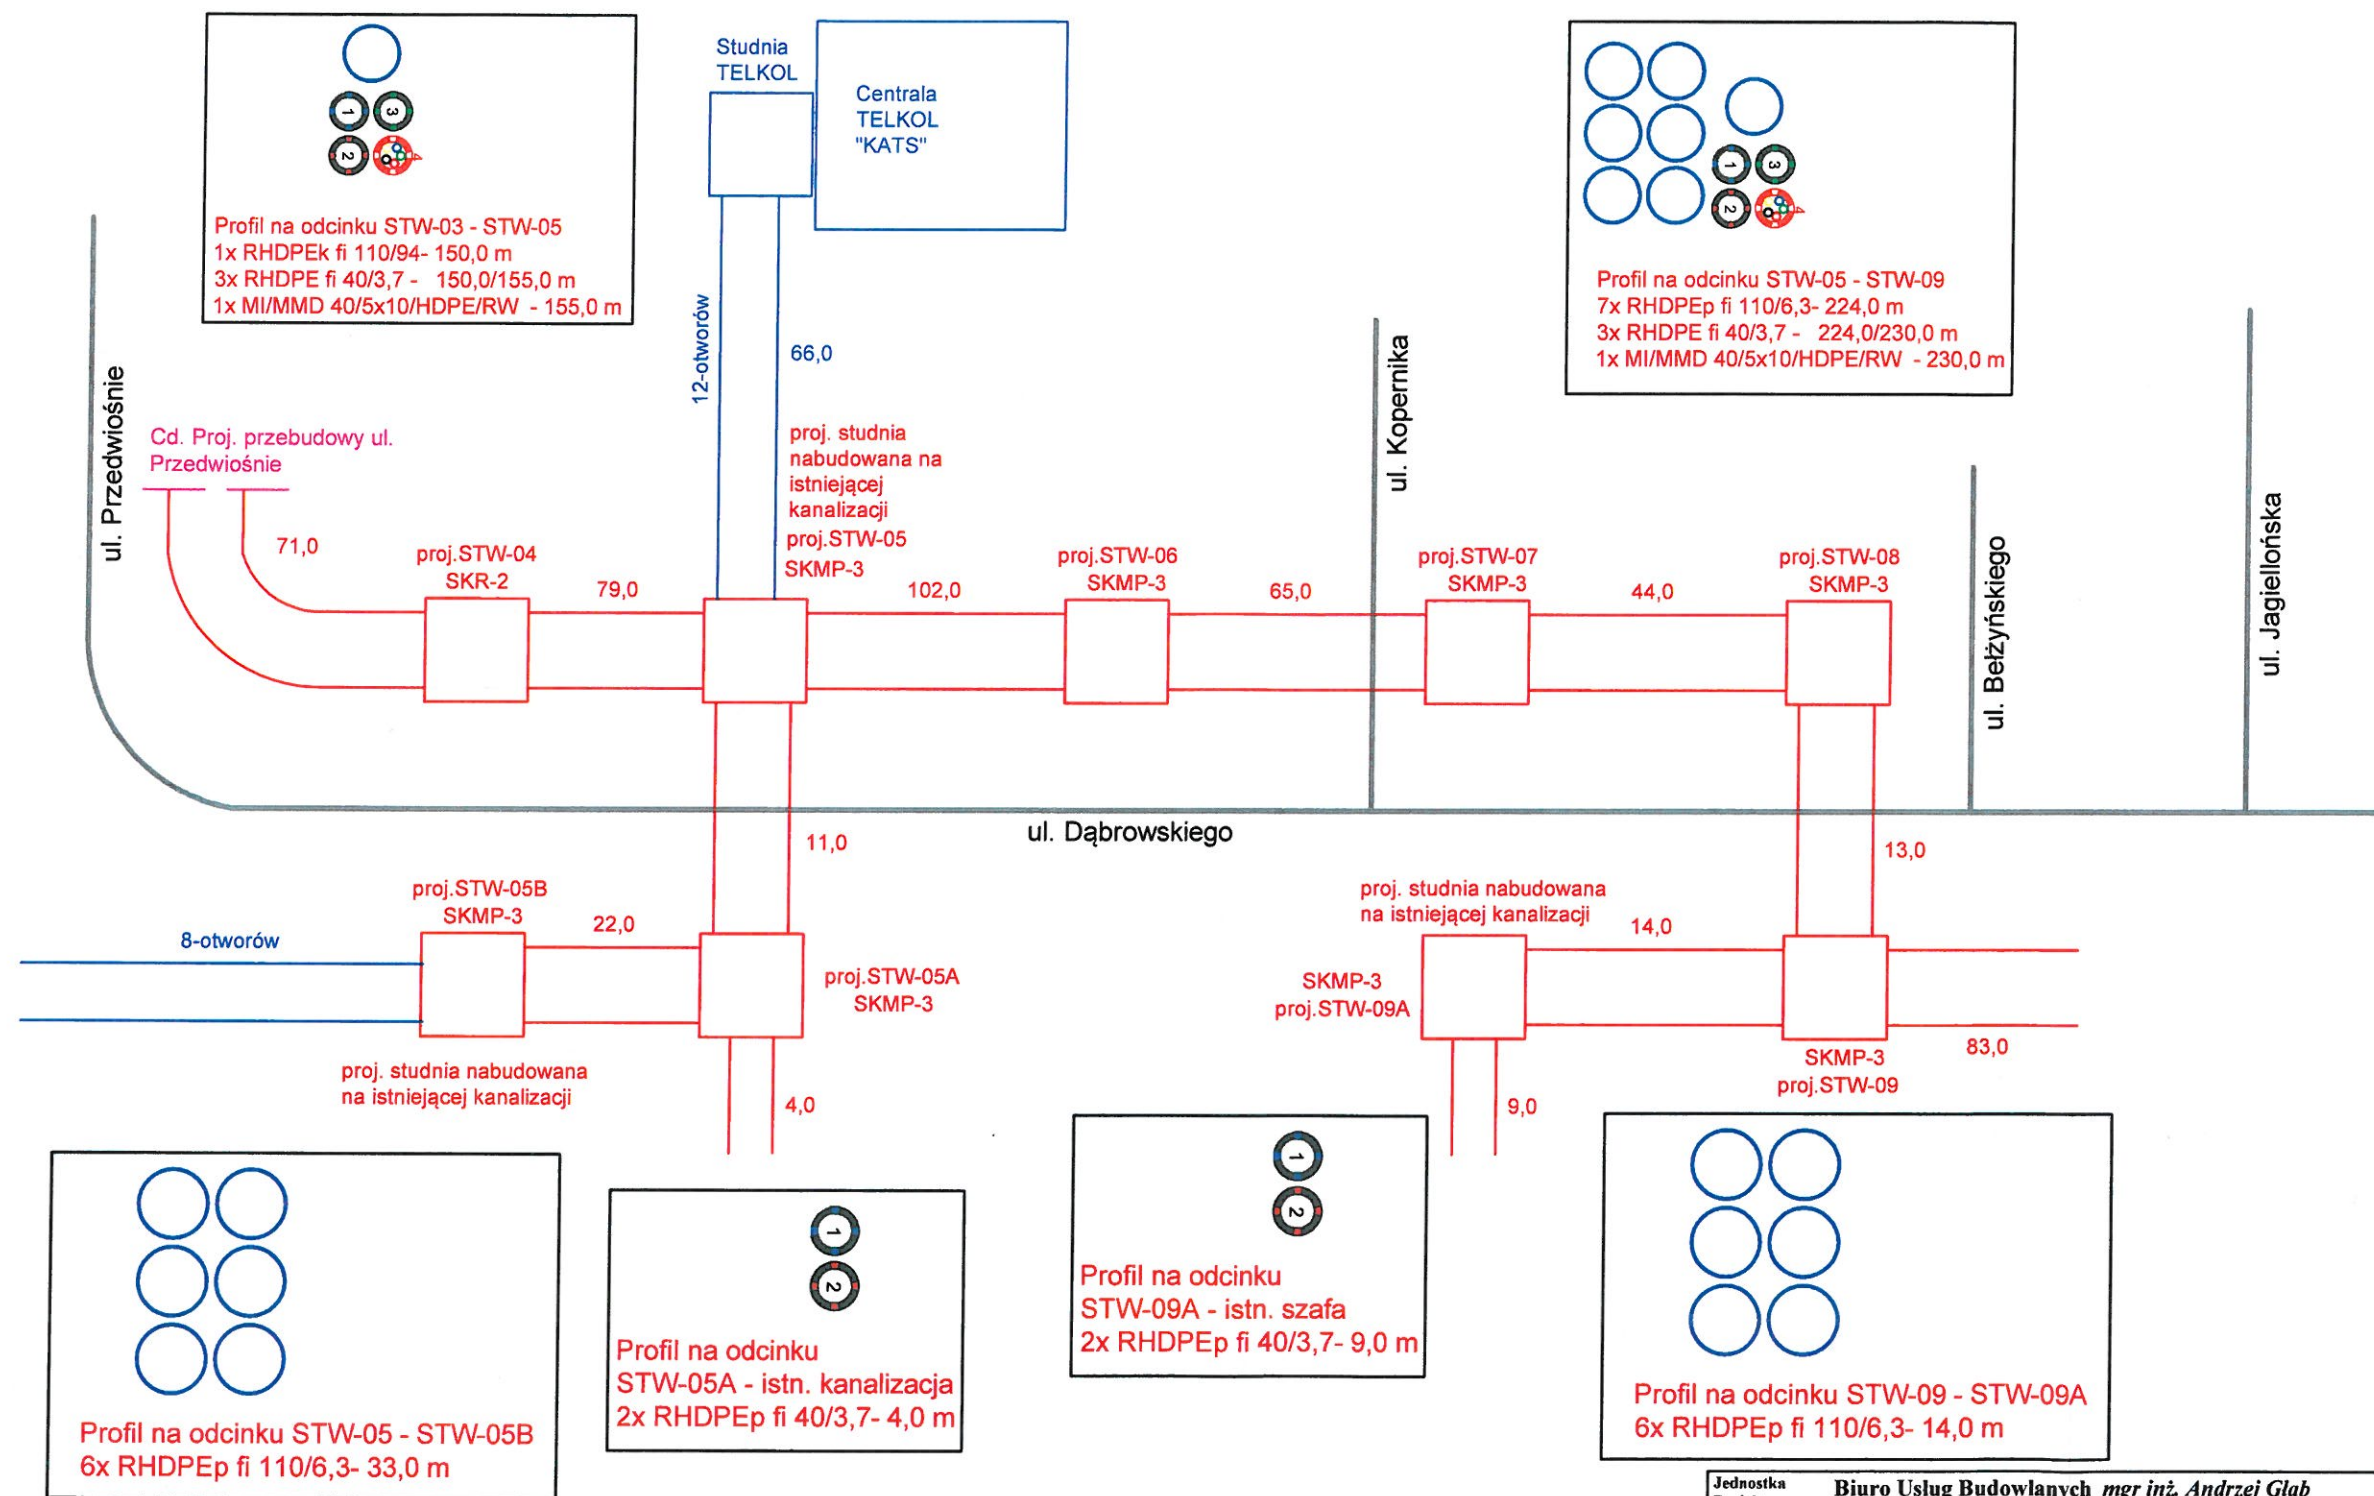 Profil na odcinku STW-03 - STW-05
1x RHDPEk fi 110/94- 150,0 m
3x RHDPE fi 40/3,7 - 150,0/155,0 m
1x MI/MMD 40/5x10/HDPE/RW - 155,0 m
1
3
2
4
Studnia
TELKOL
Centrala
TELKOL
"KATS"
1
3
2
4
Profil na odcinku STW-05 - STW-09
7x RHDPEp fi 110/6,3- 224,0 m
3x RHDPE fi 40/3,7 - 224,0/230,0 m
1x MI/MMD 40/5x10/HDPE/RW - 230,0 m
12-otworów
66,0
ul. Przedwiośnie
ul. Kopernika
ul. Bełżyńskiego
ul. Jagiellońska
Cd. Proj. przebudowy ul.
Przedwiośnie
71,0
proj.STW-04
SKR-2
79,0
proj. studnia
nabudowana na
istniejącej
kanalizacji
proj.STW-05
SKMP-3
102,0
proj.STW-06
SKMP-3
65,0
proj.STW-07
SKMP-3
44,0
proj.STW-08
SKMP-3
ul. Dąbrowskiego
11,0
13,0
8-otworów
proj.STW-05B
SKMP-3
22,0
proj.STW-05A
SKMP-3
proj. studnia nabudowana
na istniejącej kanalizacji
4,0
proj. studnia nabudowana
na istniejącej kanalizacji
14,0
SKMP-3
proj.STW-09A
9,0
SKMP-3
proj.STW-09
83,0
Profil na odcinku STW-05 - STW-05B
6x RHDPEp fi 110/6,3- 33,0 m
1
2
Profil na odcinku
STW-05A - istn. kanalizacja
2x RHDPEp fi 40/3,7- 4,0 m
1
2
Profil na odcinku
STW-09A - istn. szafa
2x RHDPEp fi 40/3,7- 9,0 m
Profil na odcinku STW-09 - STW-09A
6x RHDPEp fi 110/6,3- 14,0 m
Jednostka
Biuro Usług Budowlanych mgr inż. Andrzej Głąb